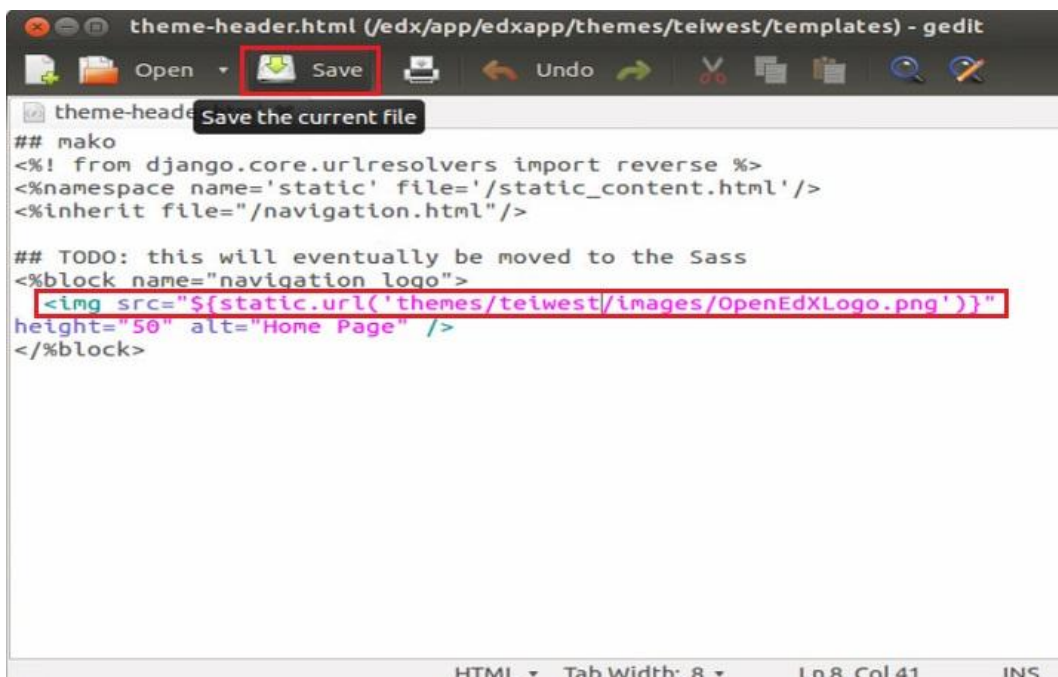 theme-header.html (/edx/app/edxapp/themes/teiwest/templates) - gedit
Open Save Undo
theme-heade
Save the current file
## mako
<%! from django.core.urlresolvers import reverse %>
<%namespace name='static' file='/static_content.html'/>
<%inherit file="/navigation.html"/>
## TODO: this will eventually be moved to the Sass
<%block name="navigation_logo">
<img src="${static.url('themes/teiwest/images/OpenEdXLogo.png')}"
height="50" alt="Home Page" />
</%block>
HTML Tab Width: 8 Ln 8, Col 41 INS